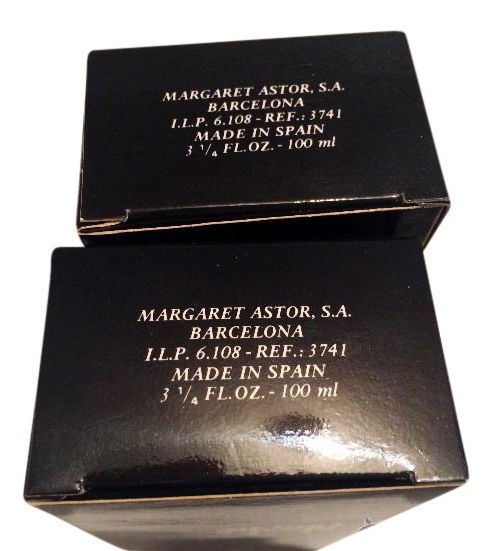 MARGARET ASTOR, S.A.
BARCELONA
I.L.P. 6.108 - REF.: 3741
MADE IN SPAIN
3 1/4 FL.OZ. - 100 ml
MARGARET ASTOR, S.A.
BARCELONA
I.L.P. 6.108 - REF.: 3741
MADE IN SPAIN
3 1/4 FL.OZ. - 100 ml